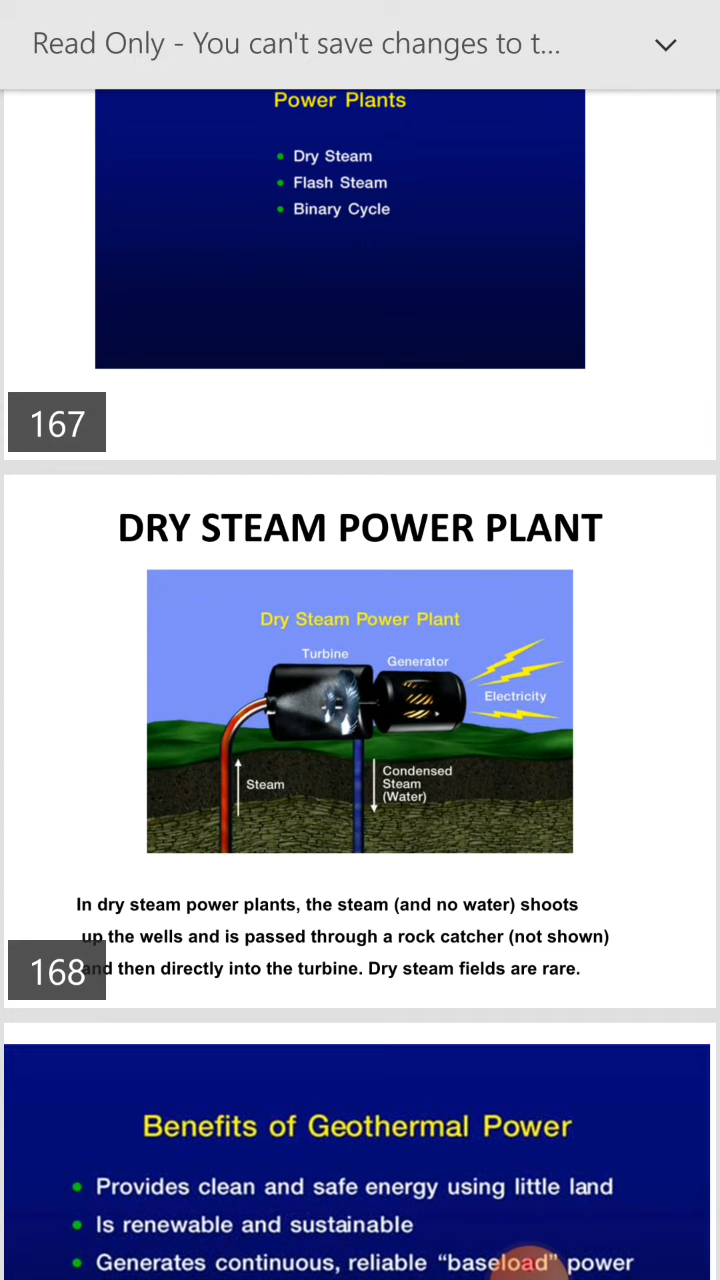 Read Only - You can't save changes to t...
Power Plants
• Dry Steam
• Flash Steam
• Binary Cycle
167
DRY STEAM POWER PLANT
Dry Steam Power Plant
Turbine
Generator
Electricity
Steam
Condensed
Steam
(Water)
In dry steam power plants, the steam (and no water) shoots
up the wells and is passed through a rock catcher (not shown)
and then directly into the turbine. Dry steam fields are rare.
168
Benefits of Geothermal Power
• Provides clean and safe energy using little land
• Is renewable and sustainable
• Generates continuous, reliable “baseload” power